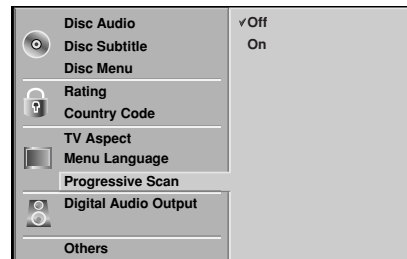 Disc Audio
Disc Subtitle
Disc Menu
Rating
Country Code
TV Aspect
Menu Language
Progressive Scan
Digital Audio Output
Others
✓Off
On